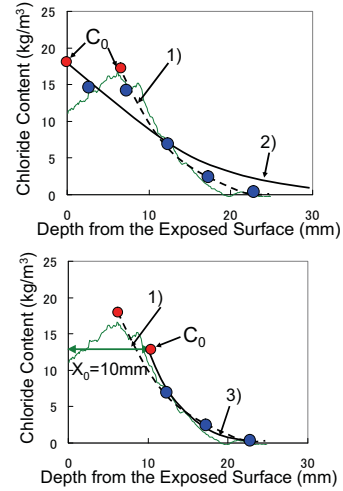 25
20
15
10
5
0
Chloride Content (kg/m³)
C₀
1)
2)
0 10 20 30
Depth from the Exposed Surface (mm)
25
20
15
10
5
0
Chloride Content (kg/m³)
1)
C₀
X₀=10mm
3)
0 10 20 30
Depth from the Exposed Surface (mm)